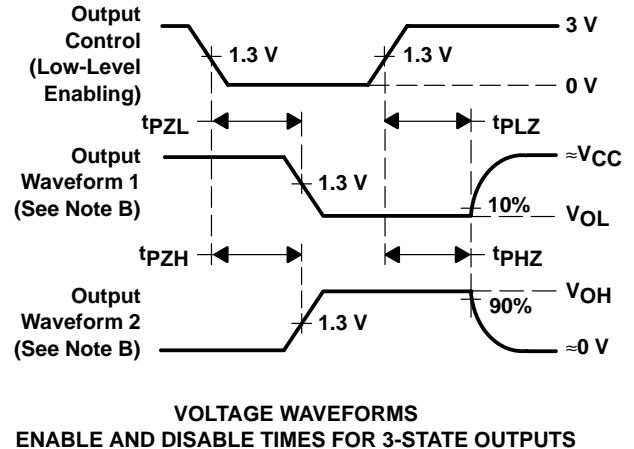 Output
Control
(Low-Level
Enabling)
1.3 V
1.3 V
3 V
0 V
tPZL
tPLZ
Output
Waveform 1
(See Note B)
1.3 V
≈VCC
10%
VOL
tPZH
tPHZ
Output
Waveform 2
(See Note B)
1.3 V
VOH
90%
≈0 V
VOLTAGE WAVEFORMS
ENABLE AND DISABLE TIMES FOR 3-STATE OUTPUTS